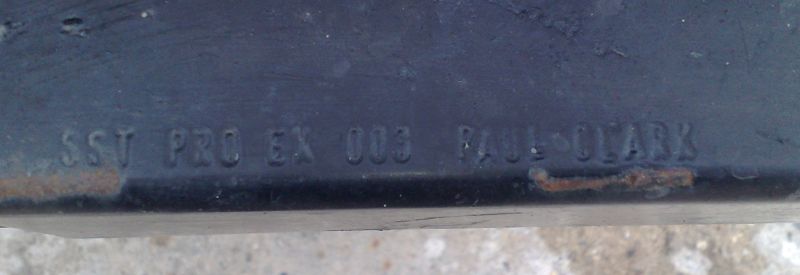 SST PRO EX 003 PAUL CLARK